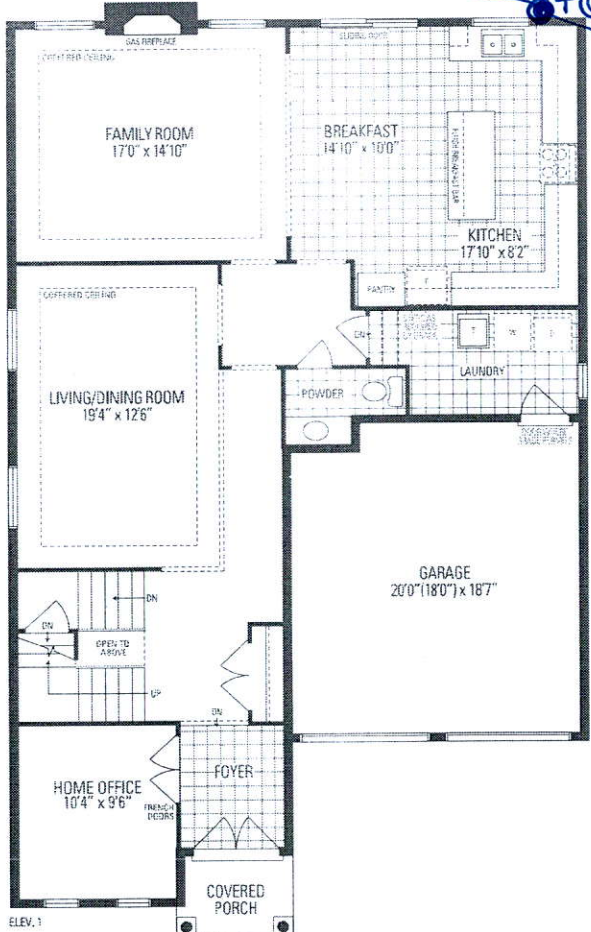 GAS FIREPLACE
SLIDING DOOR
COFFERED CEILING
FAMILY ROOM
17'0" x 14'10"
BREAKFAST
14'10" x 10'0"
KITCHEN
17'10" x 8'2"
PANTRY
F
COFFERED CEILING
DN
T
W
D
LAUNDRY
POWDER
LIVING/DINING ROOM
19'4" x 12'6"
GARAGE
20'0"(18'0") x 18'7"
DN
DN
OPEN TO
ABOVE
UP
DN
FOYER
HOME OFFICE
10'4" x 9'6"
FRENCH
DOORS
COVERED
PORCH
ELEV. 1